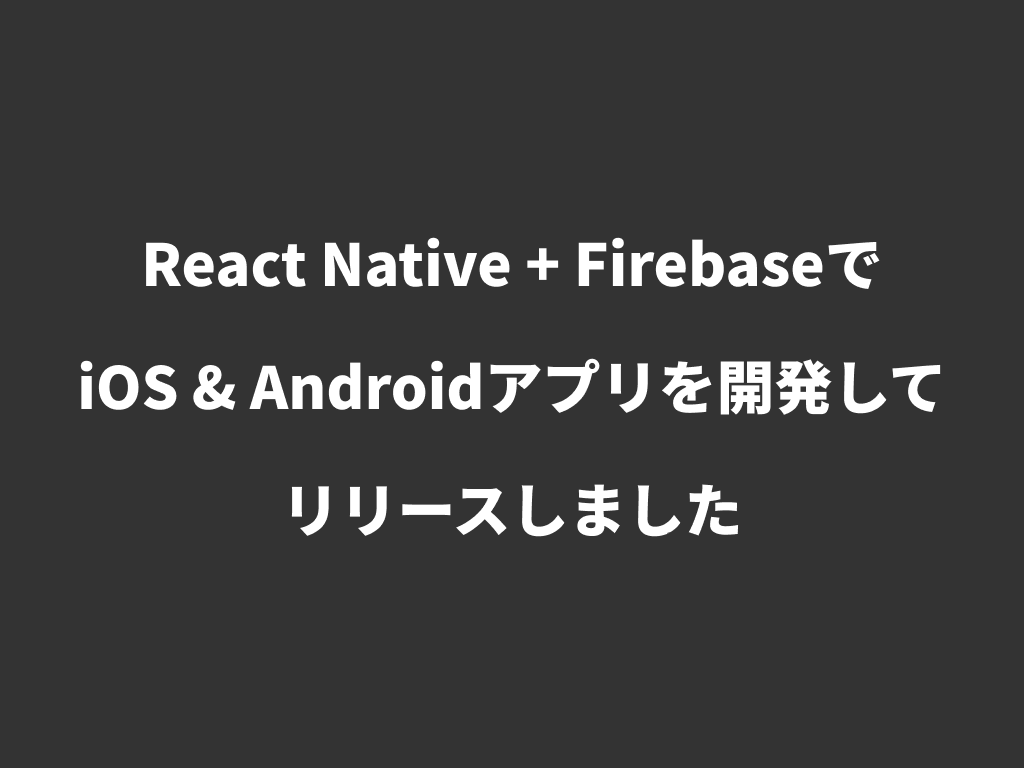 React Native + Firebaseで
iOS & Androidアプリを開発して
リリースしました